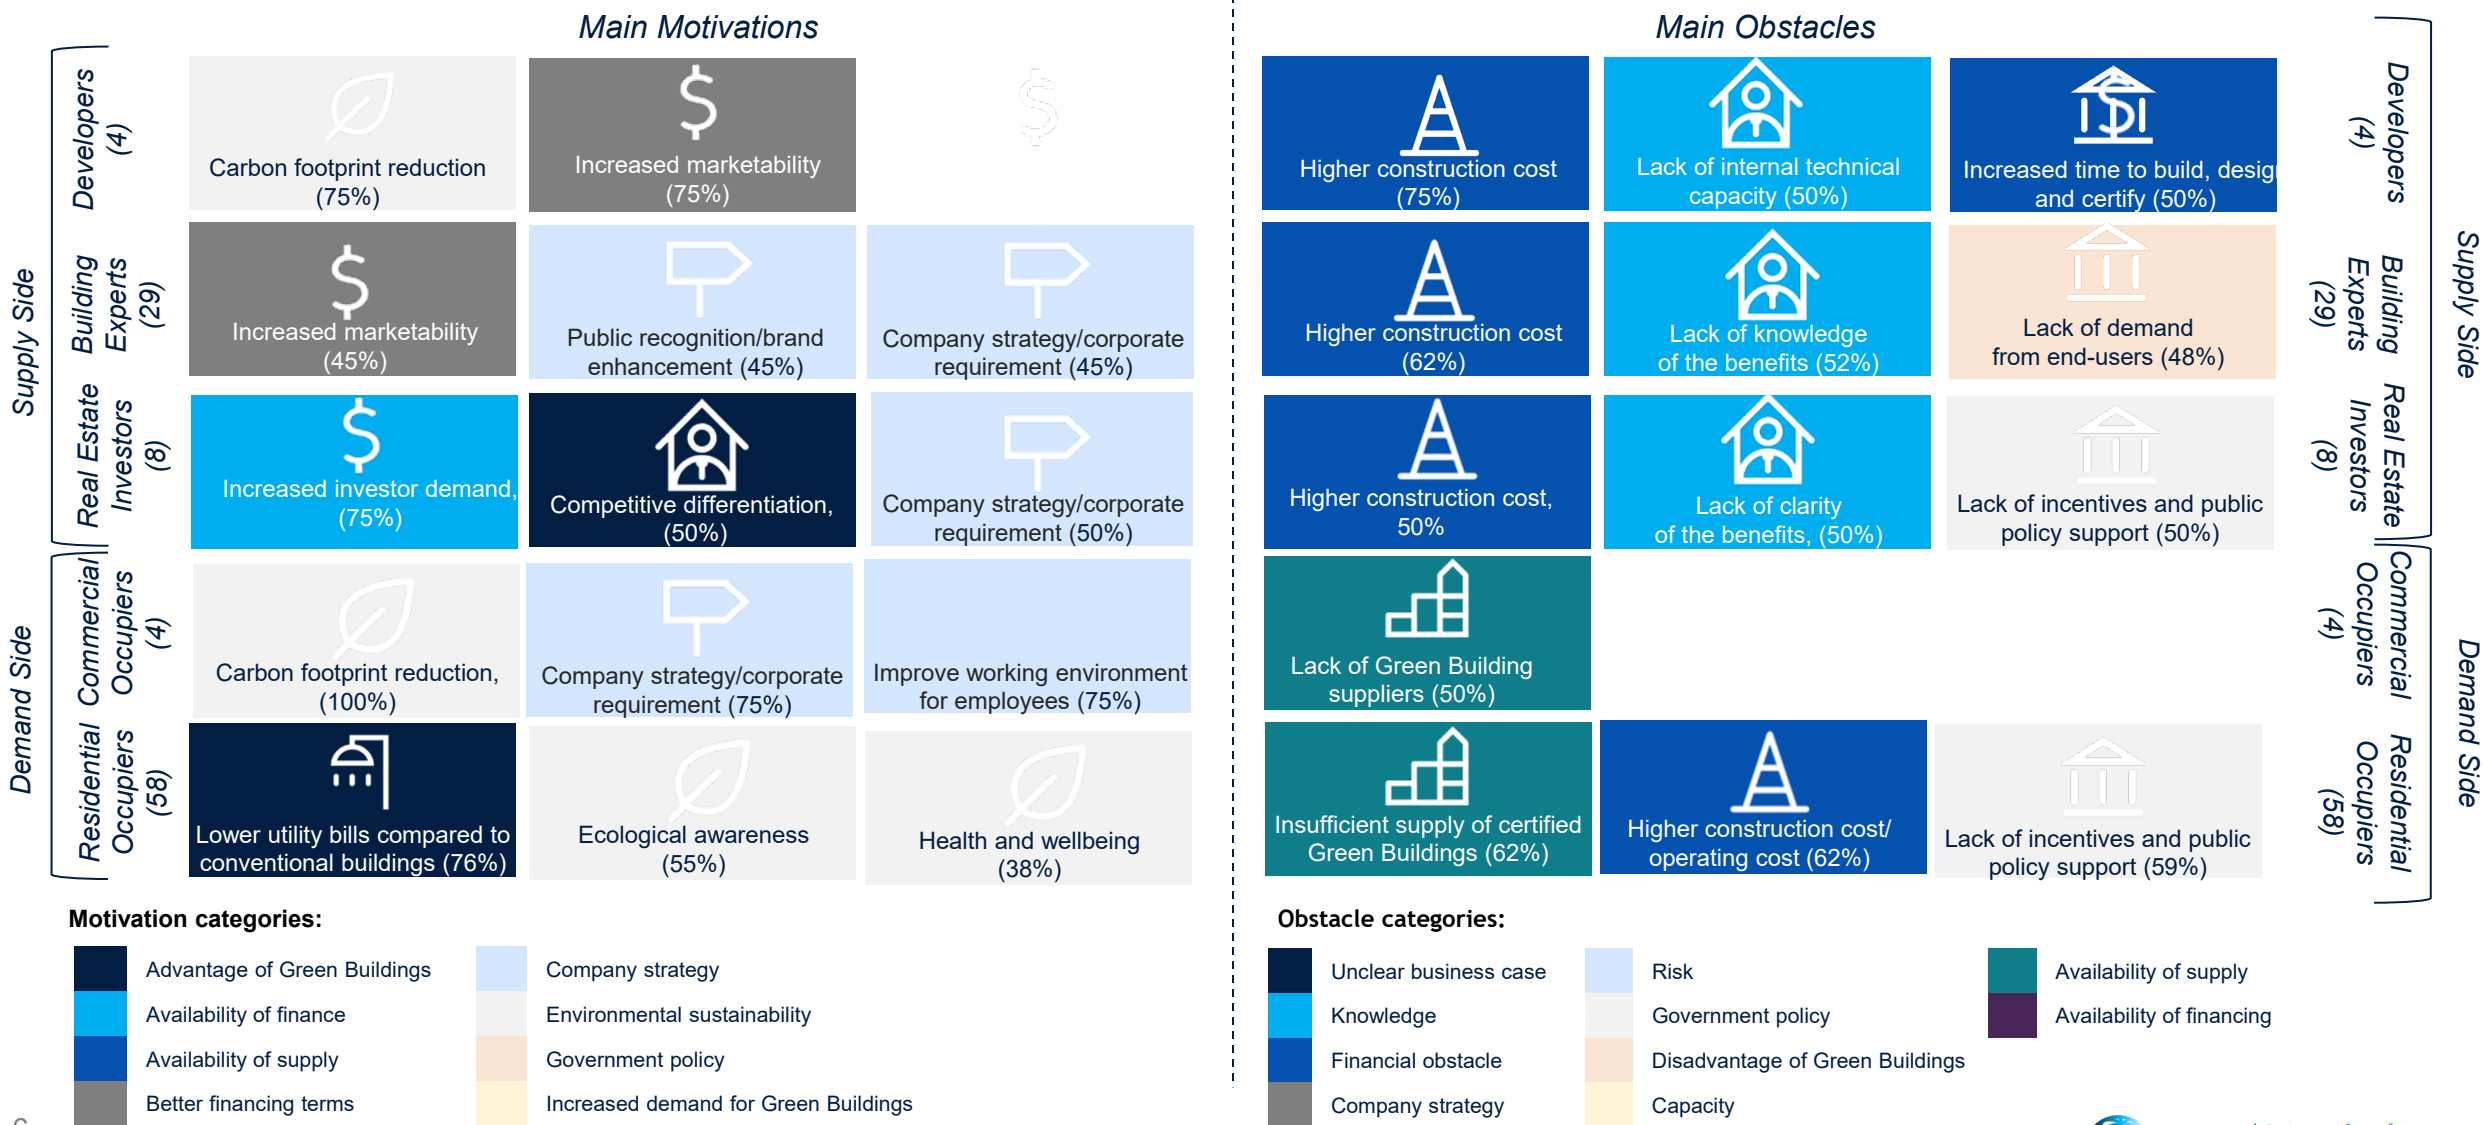 Main Motivations
Main Obstacles
Supply Side
Developers
(4)
Carbon footprint reduction
(75%)
Increased marketability
(75%)
Higher construction cost
(75%)
Lack of internal technical
capacity (50%)
Increased time to build, desig
and certify (50%)
Developers
(4)
Supply Side
Building
Experts
(29)
Increased marketability
(45%)
Public recognition/brand
enhancement (45%)
Company strategy/corporate
requirement (45%)
Higher construction cost
(62%)
Lack of knowledge
of the benefits (52%)
Lack of demand
from end-users (48%)
Building
Experts
(29)
Real Estate
Investors
(8)
Increased investor demand,
(75%)
Competitive differentiation,
(50%)
Company strategy/corporate
requirement (50%)
Higher construction cost,
50%
Lack of clarity
of the benefits, (50%)
Lack of incentives and public
policy support (50%)
Real Estate
Investors
(8)
Demand Side
Commercial
Occupiers
(4)
Carbon footprint reduction,
(100%)
Company strategy/corporate
requirement (75%)
Improve working environment
for employees (75%)
Lack of Green Building
suppliers (50%)
Commercial
Occupiers
(4)
Demand Side
Residential
Occupiers
(58)
Lower utility bills compared to
conventional buildings (76%)
Ecological awareness
(55%)
Health and wellbeing
(38%)
Insufficient supply of certified
Green Buildings (62%)
Higher construction cost/
operating cost (62%)
Lack of incentives and public
policy support (59%)
Residential
Occupiers
(58)
Motivation categories:
Advantage of Green Buildings
Availability of finance
Availability of supply
Better financing terms
Company strategy
Environmental sustainability
Government policy
Increased demand for Green Buildings
Obstacle categories:
Unclear business case
Knowledge
Financial obstacle
Company strategy
Risk
Government policy
Disadvantage of Green Buildings
Capacity
Availability of supply
Availability of financing